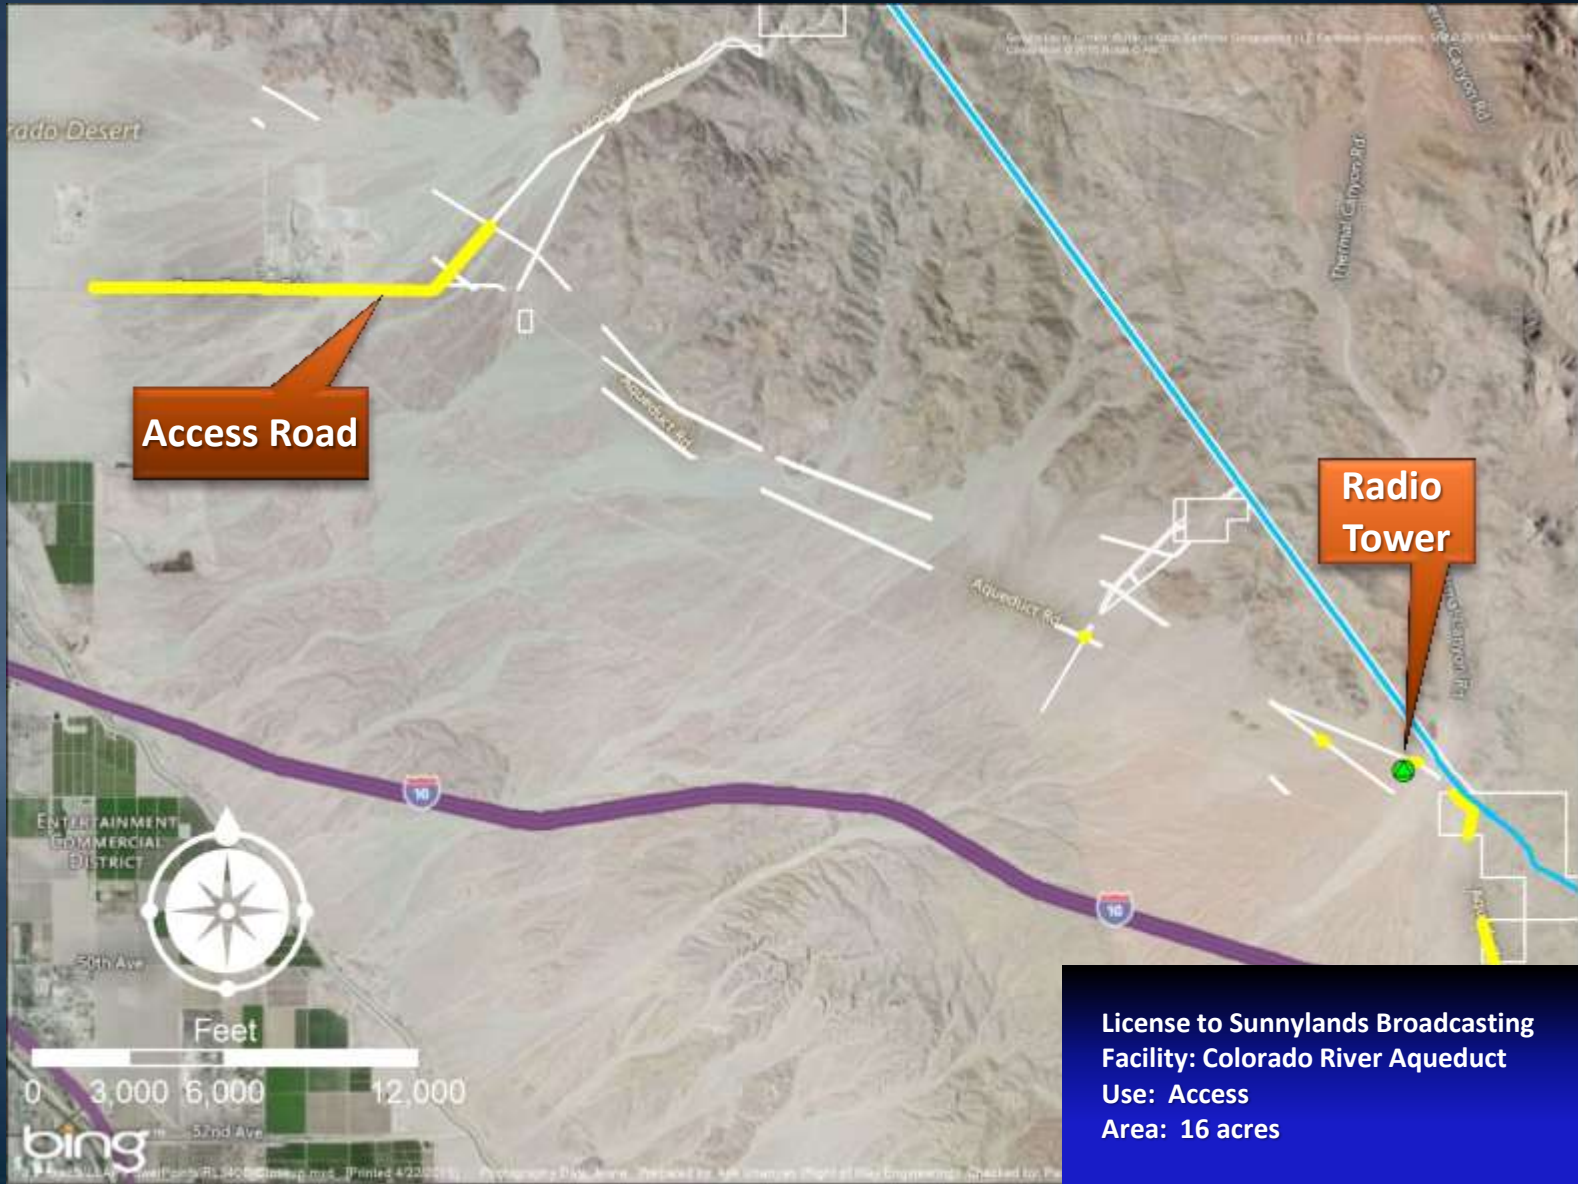 rado Desert
Thermal Canyon Rd
Access Road
Aqueduct Rd
Radio
Tower
Aqueduct Rd
10
10
ENTERTAINMENT
COMMERCIAL
DISTRICT
50th Ave
Feet
0 3,000 6,000 12,000
bing
52nd Ave
License to Sunnylands Broadcasting
Facility: Colorado River Aqueduct
Use: Access
Area: 16 acres